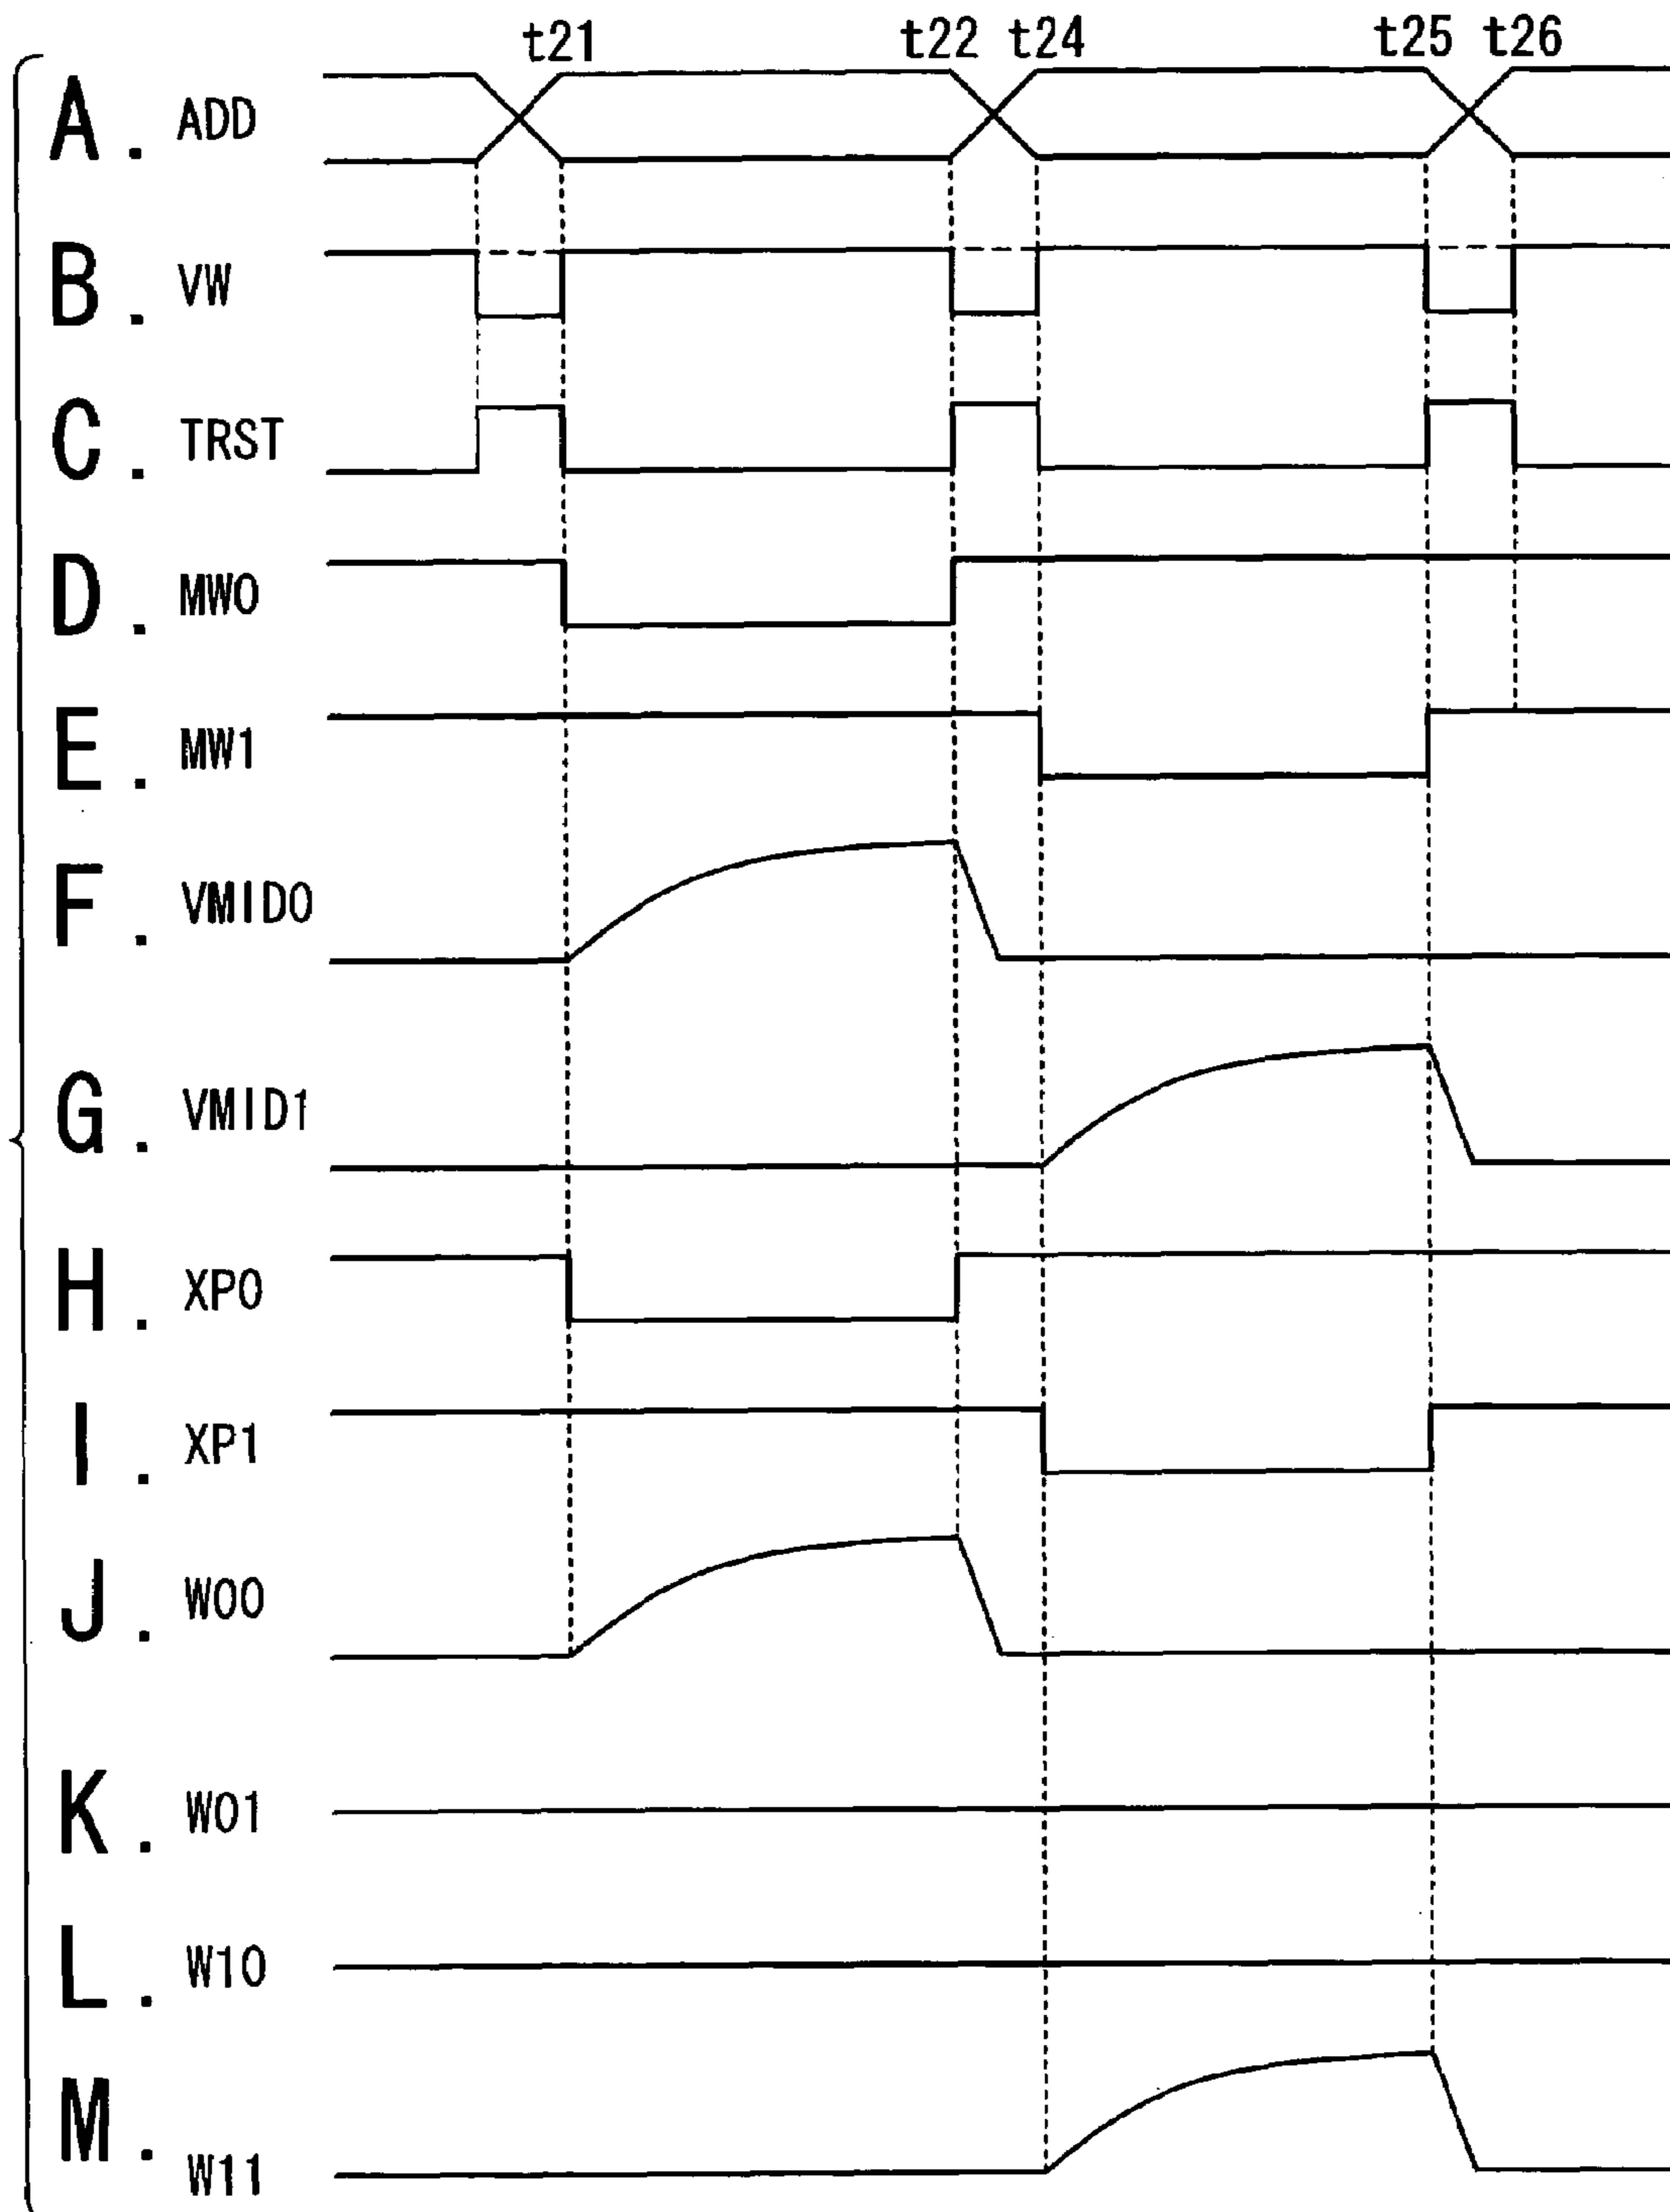 t21 t22 t24 t25 t26
A. ADD
B. VW
C. TRST
D. MW0
E. MW1
F. VMID0
G. VMID1
H. XP0
I. XP1
J. W00
K. W01
L. W10
M. W11